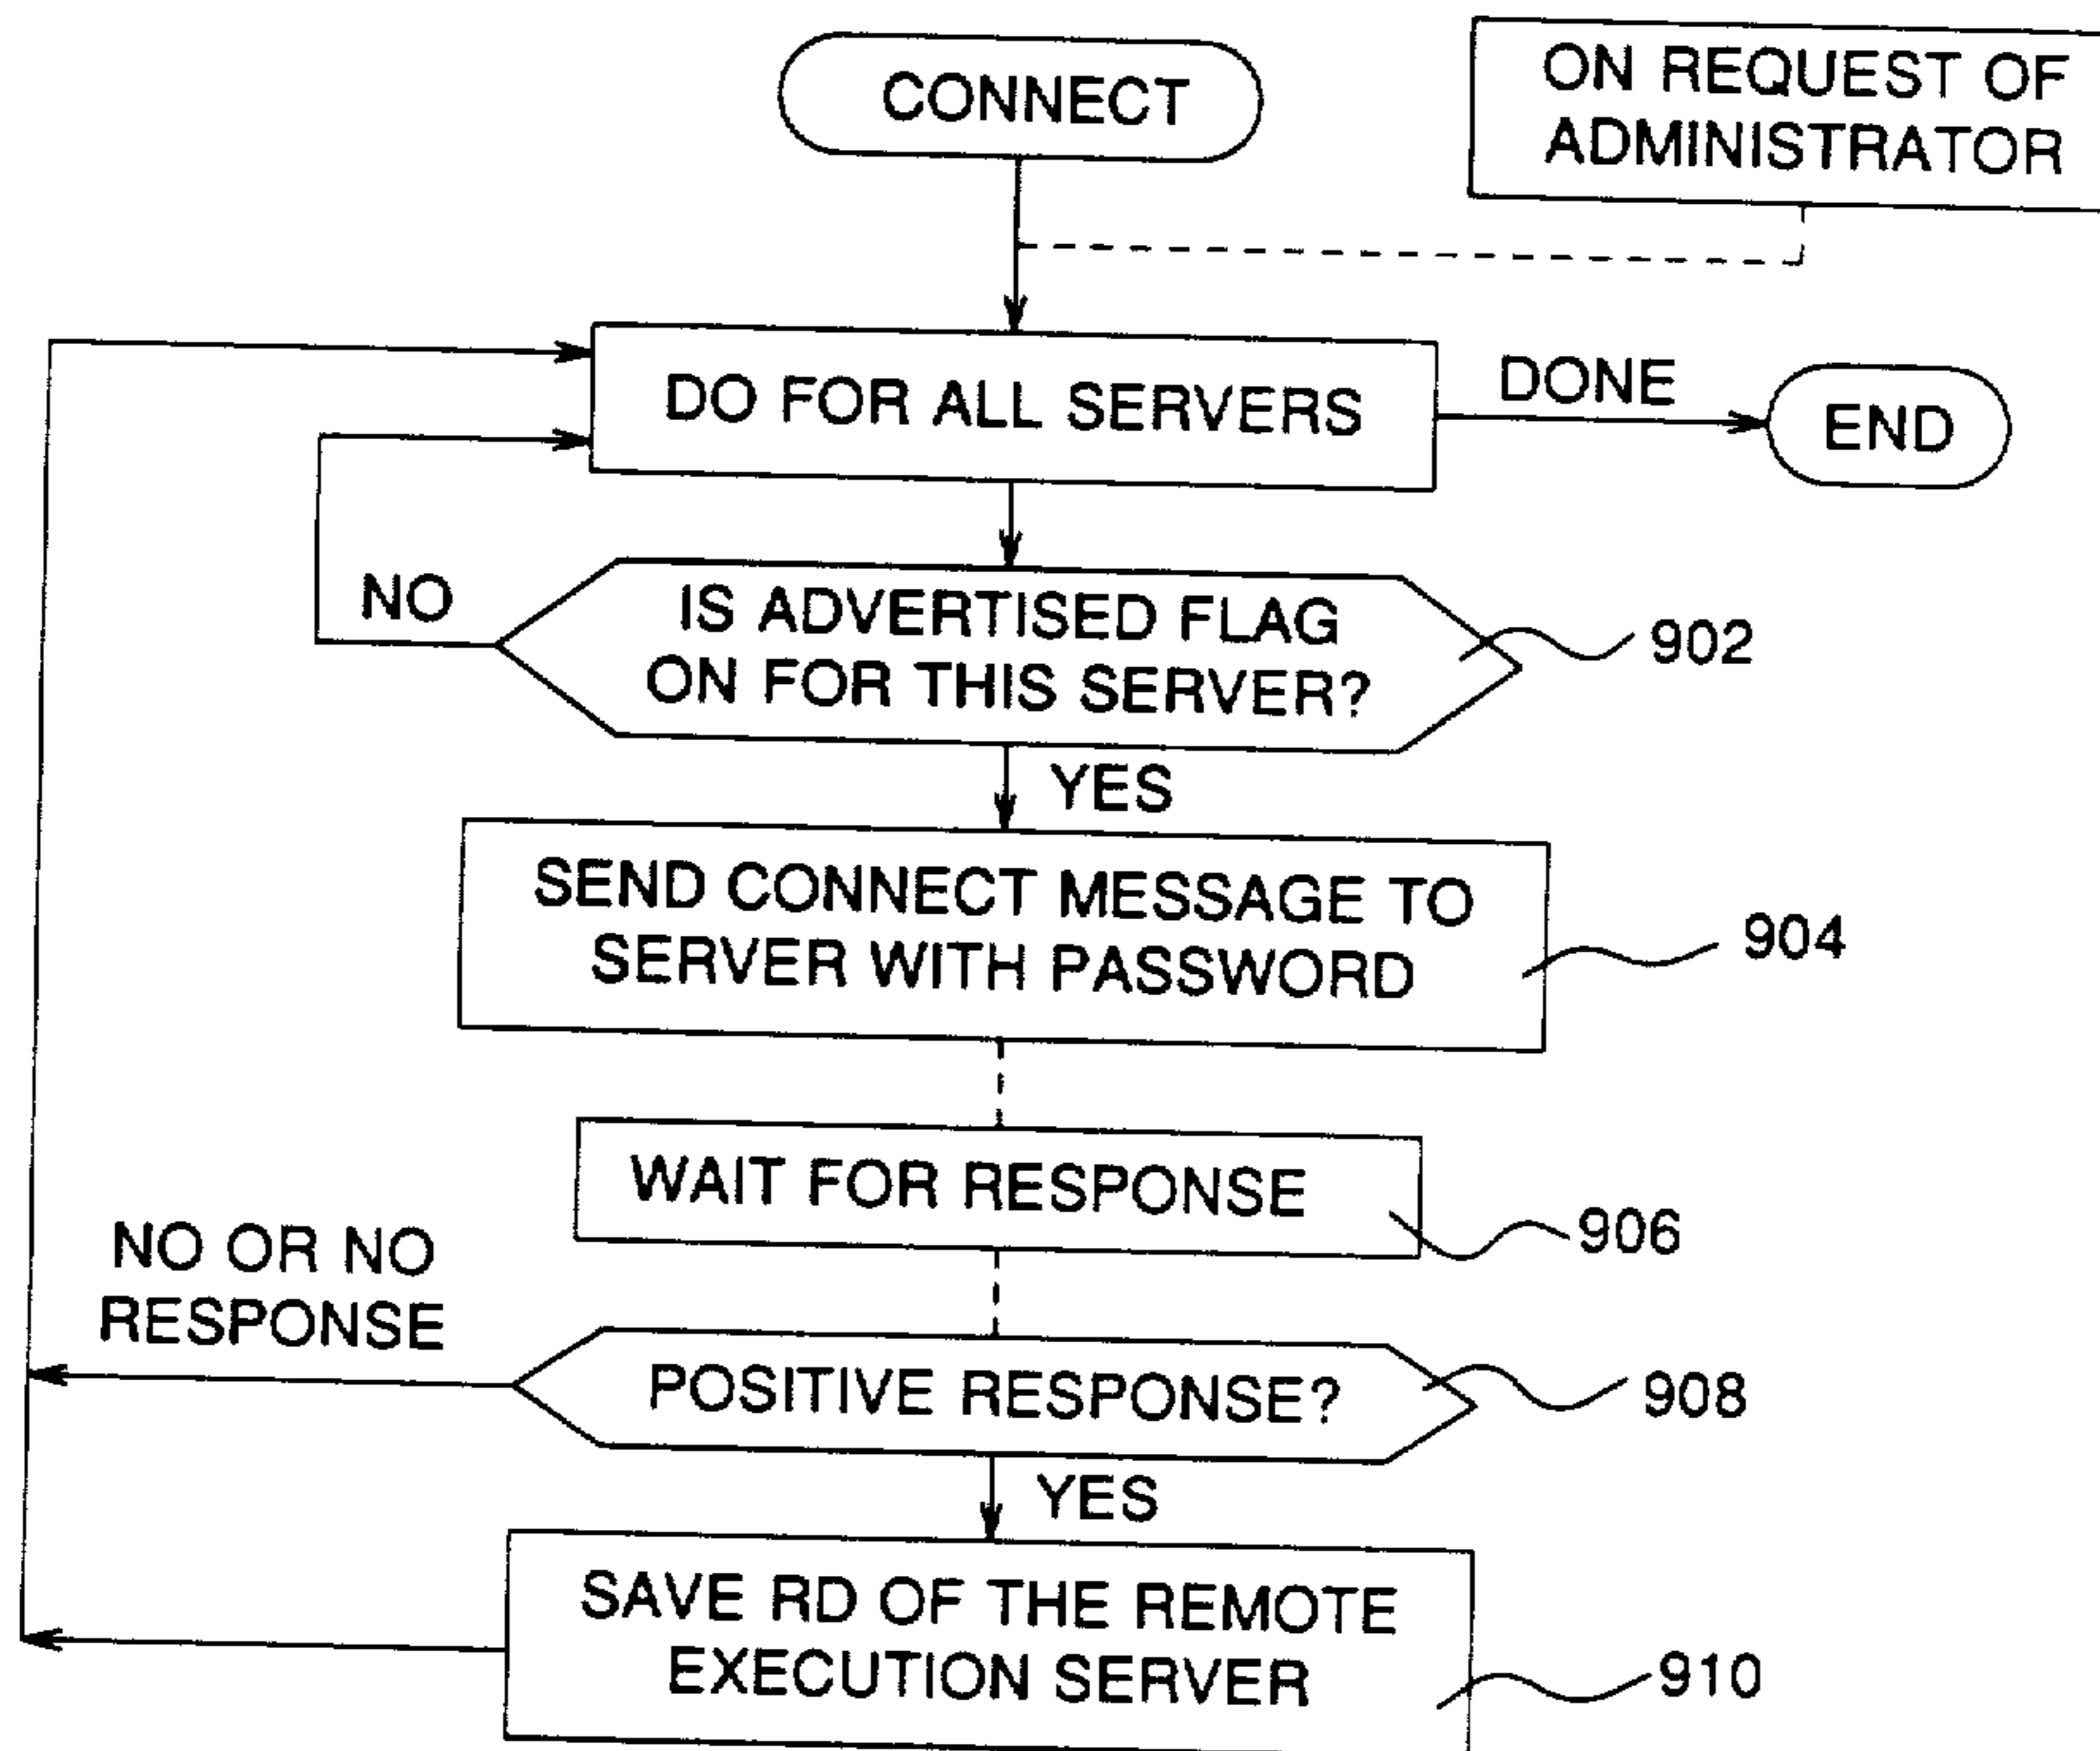 CONNECT
ON REQUEST OF
ADMINISTRATOR
DO FOR ALL SERVERS
DONE
END
NO
IS ADVERTISED FLAG
ON FOR THIS SERVER?
902
YES
SEND CONNECT MESSAGE TO
SERVER WITH PASSWORD
904
WAIT FOR RESPONSE
906
NO OR NO
RESPONSE
POSITIVE RESPONSE?
908
YES
SAVE RD OF THE REMOTE
EXECUTION SERVER
910